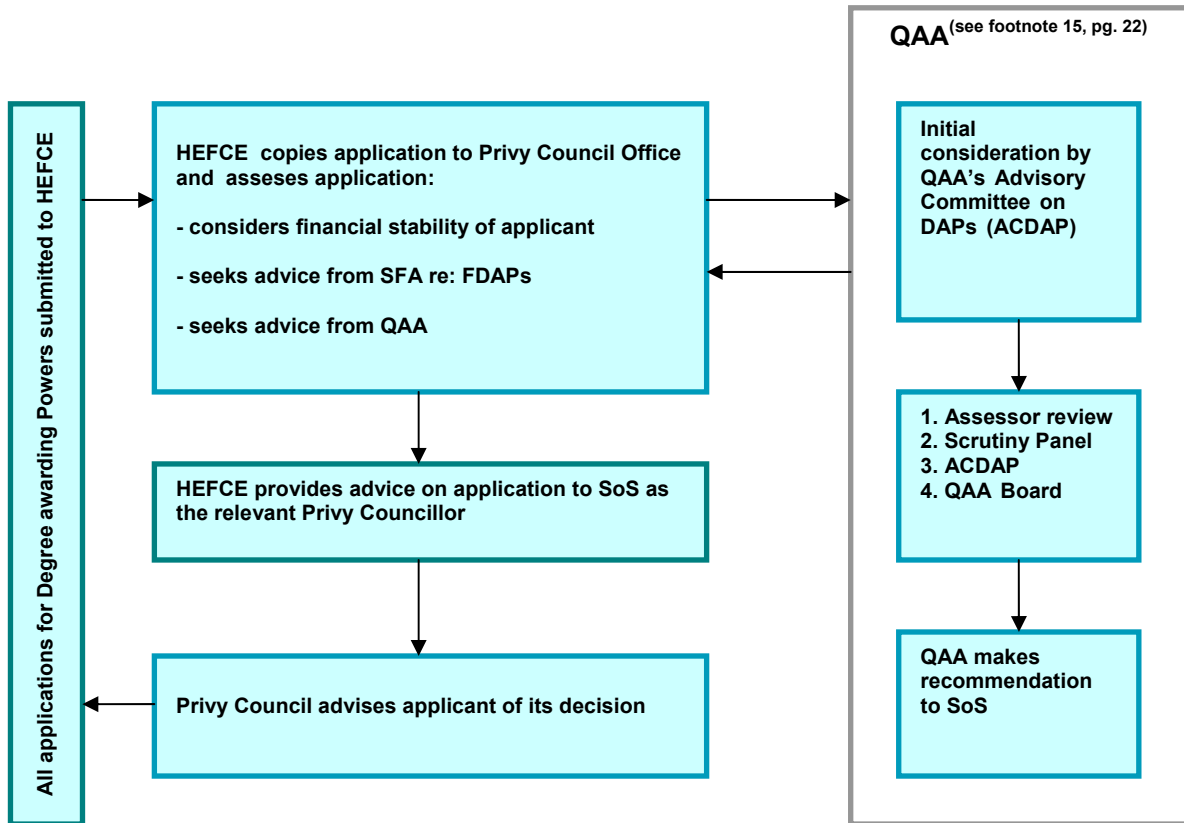 All applications for Degree awarding Powers submitted to HEFCE
HEFCE copies application to Privy Council Office
and asseses application:
- considers financial stability of applicant
- seeks advice from SFA re: FDAPs
- seeks advice from QAA
HEFCE provides advice on application to SoS as
the relevant Privy Councillor
Privy Council advises applicant of its decision
QAA(see footnote 15, pg. 22)
Initial
consideration by
QAA’s Advisory
Committee on
DAPs (ACDAP)
1. Assessor review
2. Scrutiny Panel
3. ACDAP
4. QAA Board
QAA makes
recommendation
to SoS